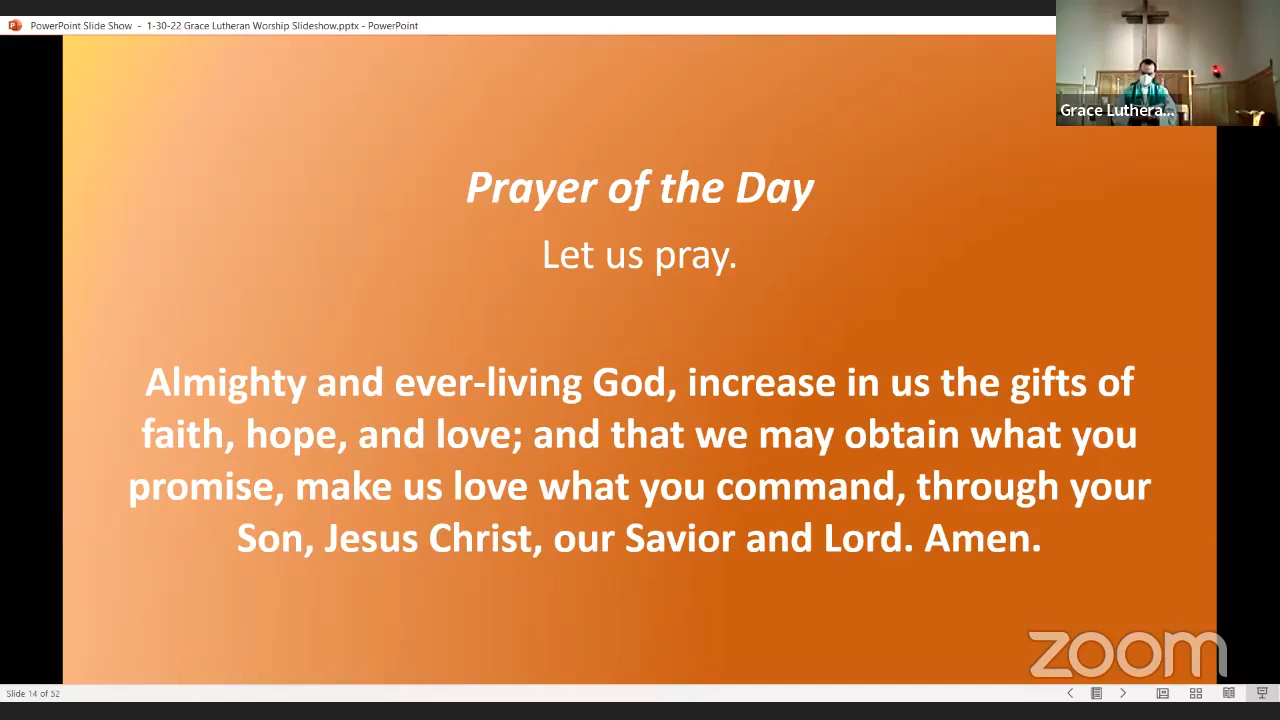 PowerPoint Slide Show - 1-30-22 Grace Lutheran Worship Slideshow.pptx - PowerPoint
Grace Luthera...
Prayer of the Day
Let us pray.
Almighty and ever-living God, increase in us the gifts of
faith, hope, and love; and that we may obtain what you
promise, make us love what you command, through your
Son, Jesus Christ, our Savior and Lord. Amen.
zoom
Slide 14 of 52